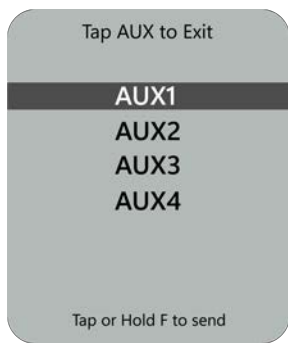 Tap AUX to Exit
AUX1
AUX2
AUX3
AUX4
Tap or Hold F to send